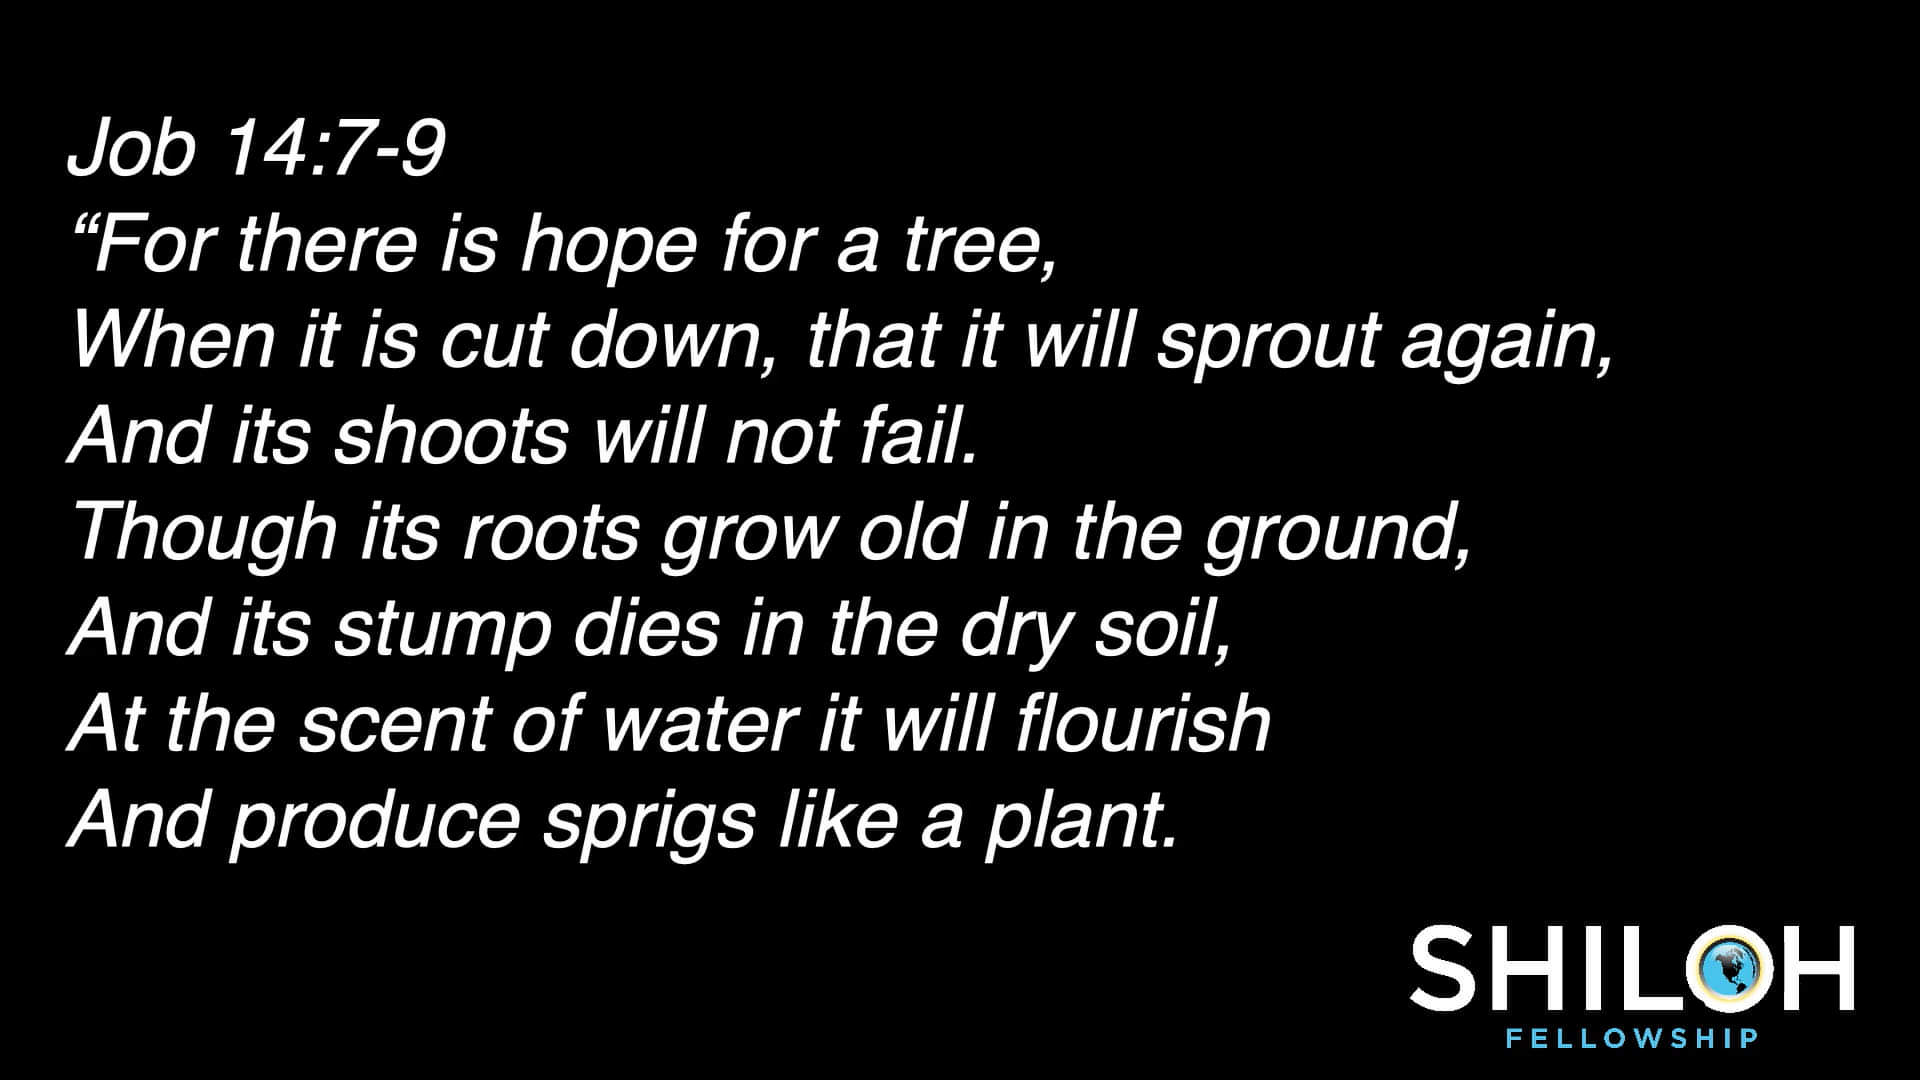 Job 14:7-9
“For there is hope for a tree,
When it is cut down, that it will sprout again,
And its shoots will not fail.
Though its roots grow old in the ground,
And its stump dies in the dry soil,
At the scent of water it will flourish
And produce sprigs like a plant.
SHILOH
FELLOWSHIP